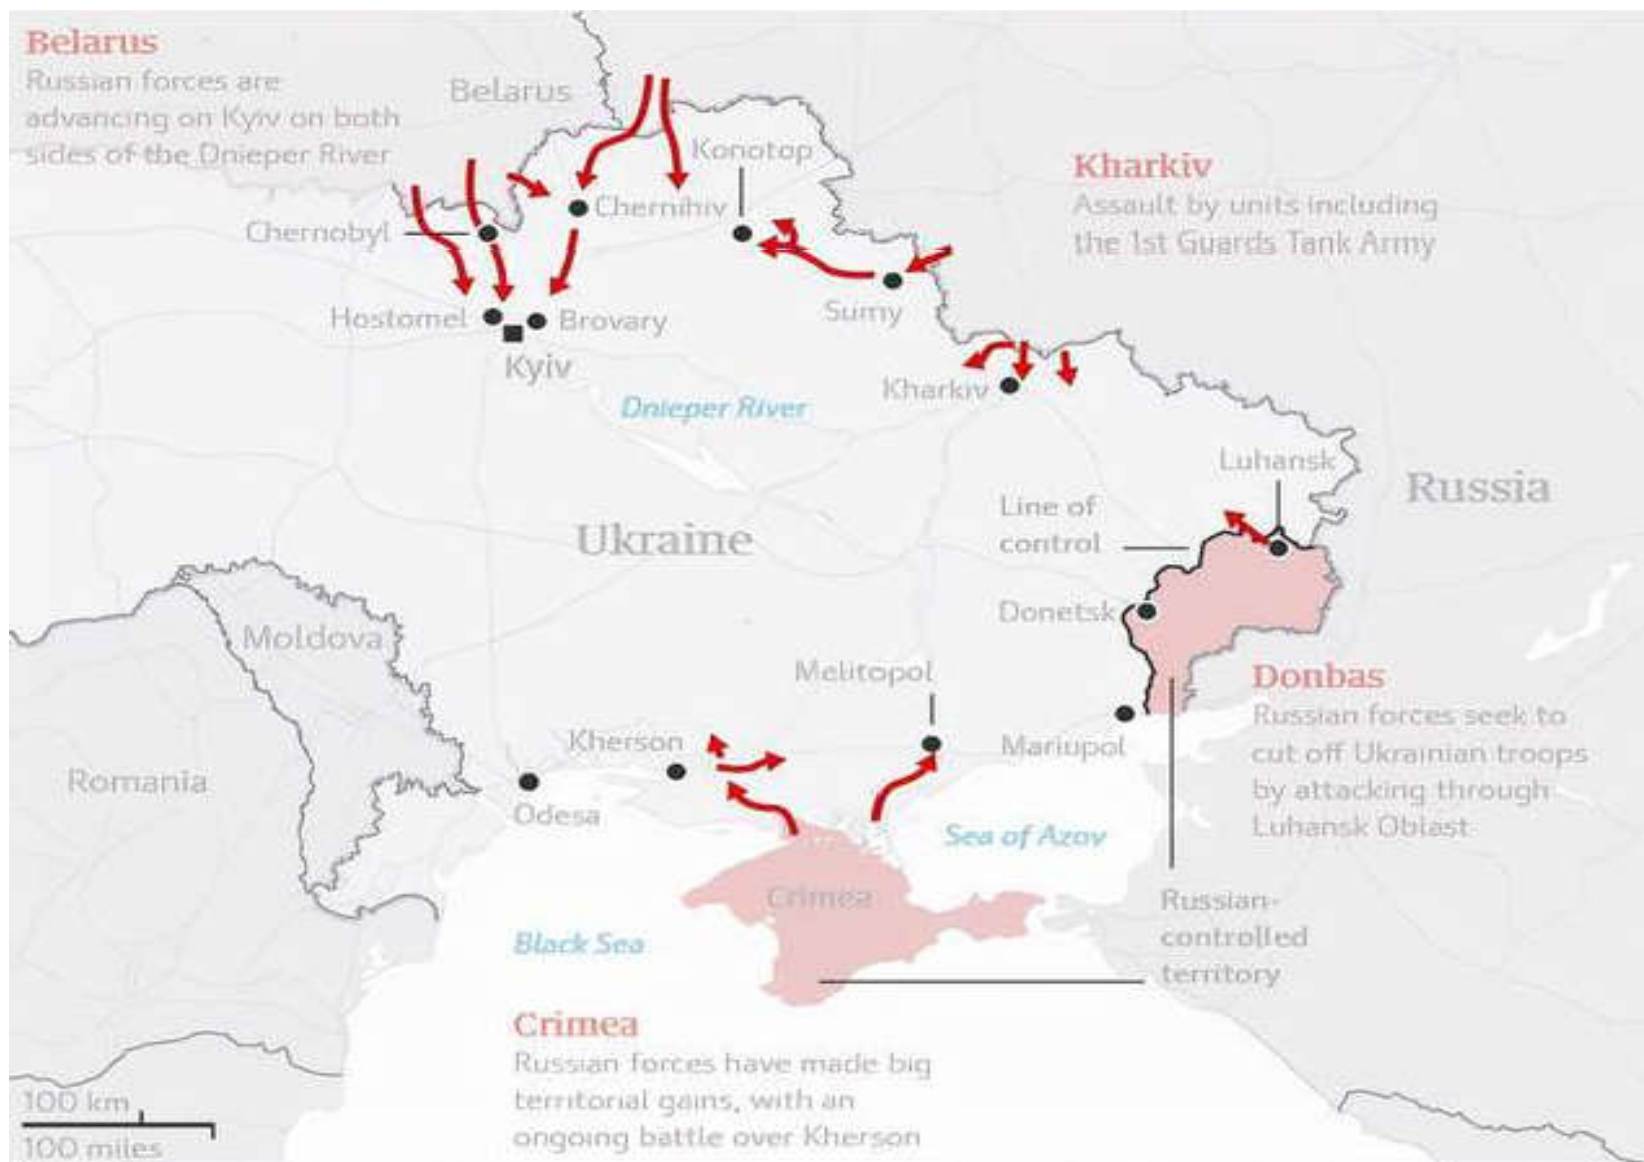 Belarus
Russian forces are
advancing on Kyiv on both
sides of the Dnieper River
Belarus
Konotop
Kharkiv
Assault by units including
the 1st Guards Tank Army
Chernihiv
Chernobyl
Hostomel
Brovary
Sumy
Kyiv
Kharkiv
Dnieper River
Luhansk
Russia
Line of
control
Ukraine
Donetsk
Moldova
Melitopol
Donbas
Russian forces seek to
cut off Ukrainian troops
by attacking through
Luhansk Oblast
Kherson
Mariupol
Romania
Odesa
Sea of Azov
Crimea
Russian-
controlled
territory
Black Sea
Crimea
Russian forces have made big
territorial gains, with an
ongoing battle over Kherson
100 km
100 miles